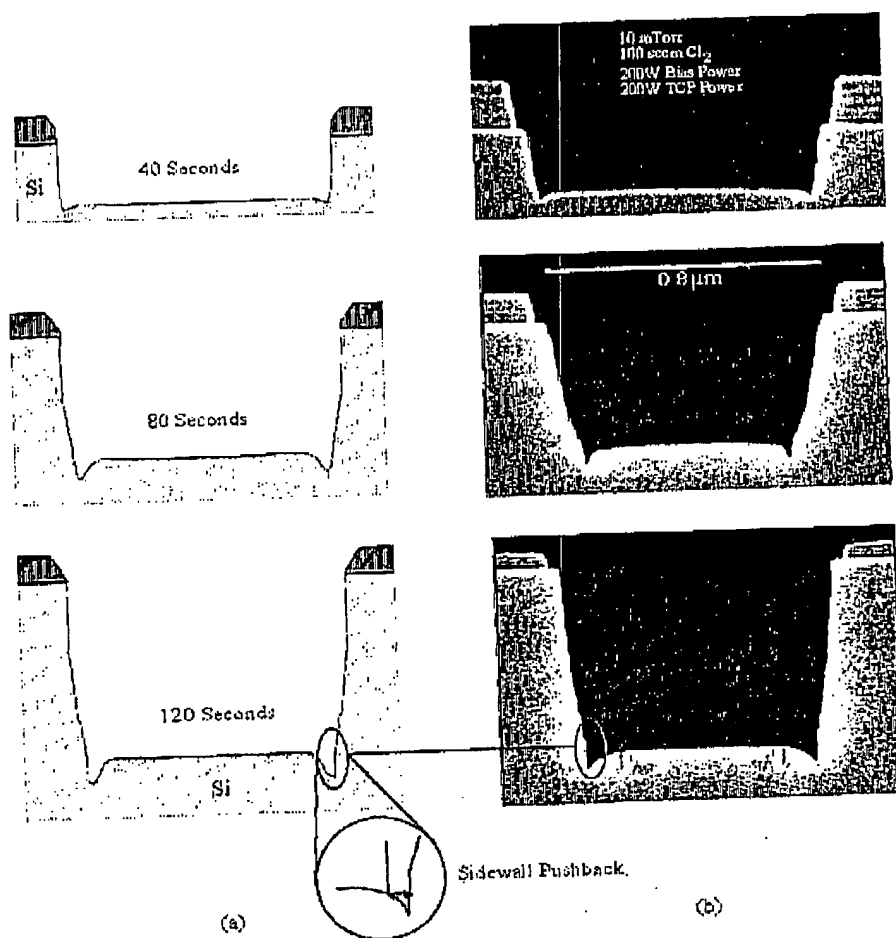 10 mTorr
100 sccm Cl2
200W Bias Power
200W TCP Power
Si
40 Seconds
0.8 µm
80 Seconds
120 Seconds
Si
Sidewall Pushback.
(a)
(b)